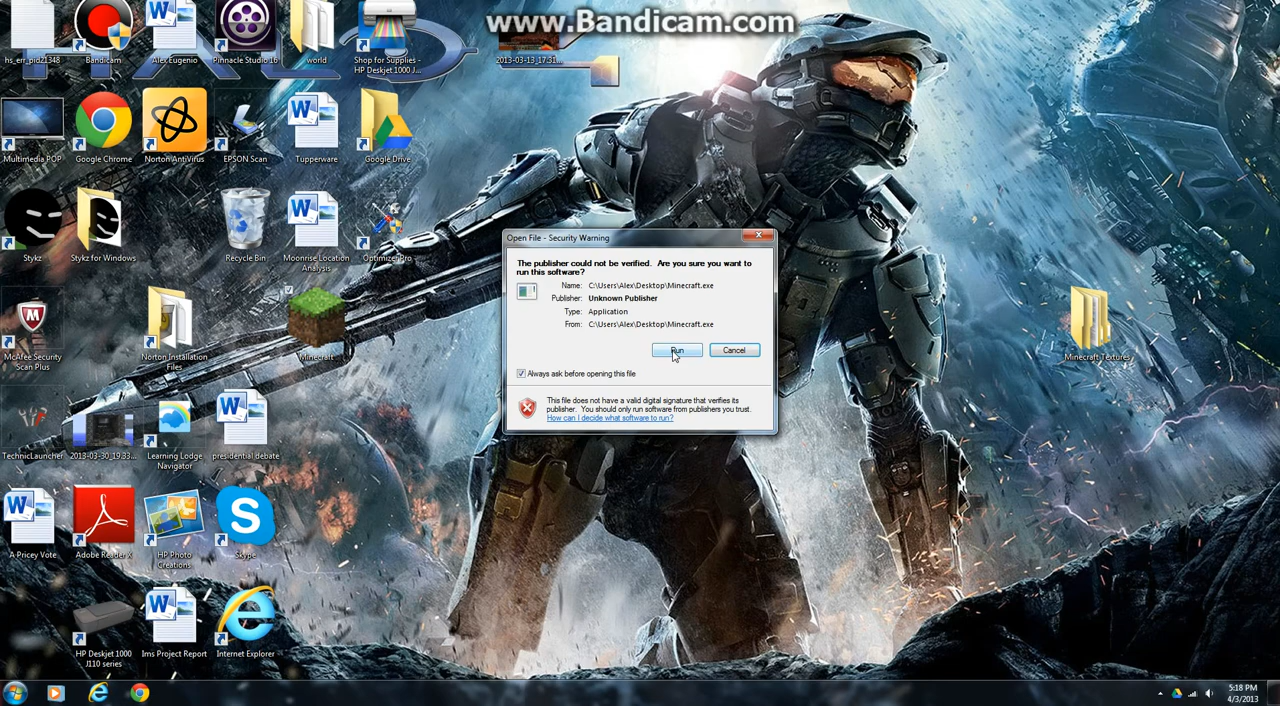 www.Bandicam.com
hs_err_pid21348
Bandicam
Alex Eugenio
Pinnacle Studio 16
world
Shop for Supplies -
HP Deskjet 1000 J...
2013-03-13_17.31...
Multimedia POP
Google Chrome
Norton AntiVirus
EPSON Scan
Tupperware
Google Drive
Stykz
Stykz for Windows
Recycle Bin
Moonrise Location
Analysis
Optimizer Pro
McAfee Security
Scan Plus
Norton Installation
Files
Minecraft
Minecraft Textures
Open File - Security Warning
The publisher could not be verified. Are you sure you want to
run this software?
Name: C:\Users\Alex\Desktop\Minecraft.exe
Publisher: Unknown Publisher
Type: Application
From: C:\Users\Alex\Desktop\Minecraft.exe
Run
Cancel
Always ask before opening this file
This file does not have a valid digital signature that verifies its
publisher. You should only run software from publishers you trust.
How can I decide what software to run?
TechnicLauncher
2013-03-30_19.33...
Learning Lodge
Navigator
presidential debate
A Pricey Vote
Adobe Reader X
HP Photo
Creations
Skype
HP Deskjet 1000
J110 series
Ims Project Report
Internet Explorer
5:18 PM
4/3/2013